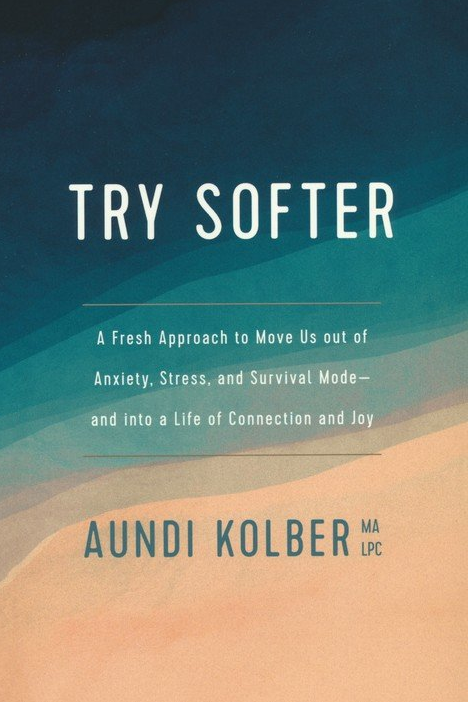 TRY SOFTER
A Fresh Approach to Move Us out of
Anxiety, Stress, and Survival Mode—
and into a Life of Connection and Joy
AUNDI KOLBER MA
LPC